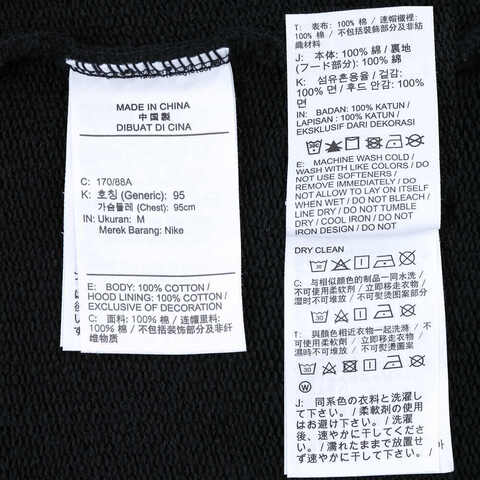 MADE IN CHINA
中国製
DIBUAT DI CINA
C: 170/88A
K: 호칭 (Generic): 95
가슴둘레 (Chest): 95cm
IN: Ukuran: M
Merek Barang: Nike
E: BODY: 100% COTTON /
HOOD LINING: 100% COTTON /
EXCLUSIVE OF DECORATION
C: 面料: 100% 棉 / 连帽里料:
100% 棉 / 不包括装饰部分及非纤
维物质
T: 表布: 100% 棉 / 連帽襯裡:
100% 棉 / 不包括裝飾部分及非紡
織材料
J: 本体: 100% 綿 / 裏地
(フード部分): 100% 綿
K: 섬유혼용율 / 겉감:
100% 면 / 후드 안감: 100%
면
IN: BADAN: 100% KATUN /
LAPISAN : 100% KATUN /
EKSKLUSIF DARI DEKORASI
E: MACHINE WASH COLD /
WASH WITH LIKE COLORS / DO
NOT USE SOFTENERS /
REMOVE IMMEDIATELY / DO
NOT ALLOW TO LAY ON ITSELF
WHEN WET / DO NOT BLEACH/
LINE DRY / DO NOT TUMBLE
DRY / COOL IRON / DO NOT
IRON DESIGN / DO NOT
DRY CLEAN
C: 与相似颜色的制品一同水洗 /
不可使用柔软剂 / 立即移走衣物 /
湿时不可堆放 / 不可熨烫图案部分
T: 與顏色相近衣物一起洗滌 / 不
可使用柔軟劑 / 立即移走衣物 /
濕時不可堆放 / 不可熨燙圖案
J: 同系色の衣料と洗濯し
て下さい。/ 柔軟剤の使用
はお避け下さい。/ 洗濯
後、速やかに干してくださ
い。/ 濡れたままで放置せ
ず、速やかに干して下さ